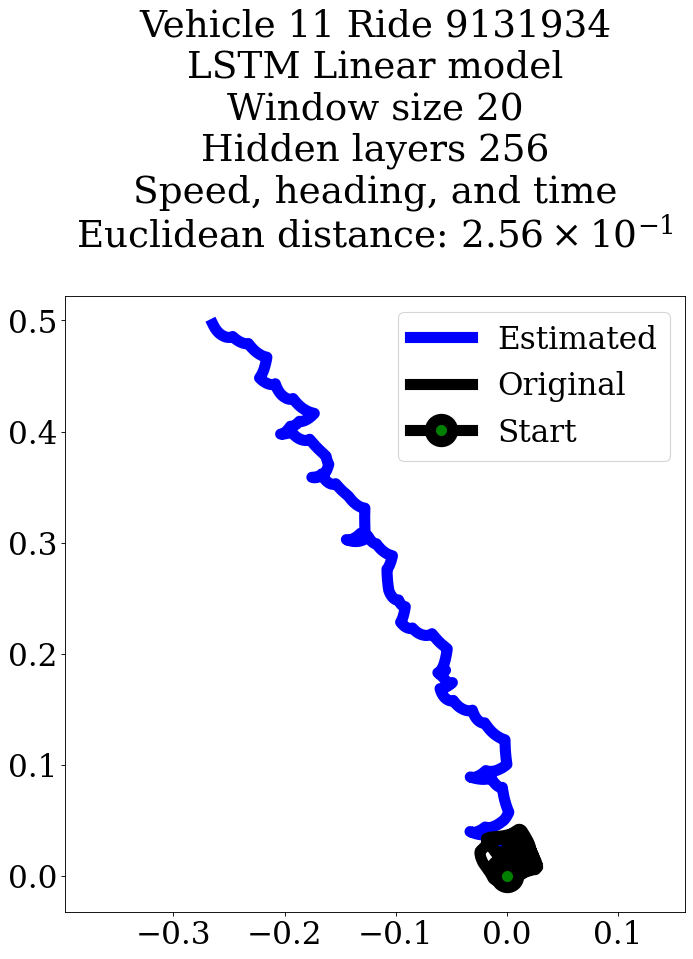 Vehicle 11 Ride 9131934
LSTM Linear model
Window size 20
Hidden layers 256
Speed, heading, and time
Euclidean distance: 2.56 × 10⁻¹
0.5
0.4
0.3
0.2
0.1
0.0
Estimated
Original
Start
−0.3
−0.2
−0.1
0.0
0.1